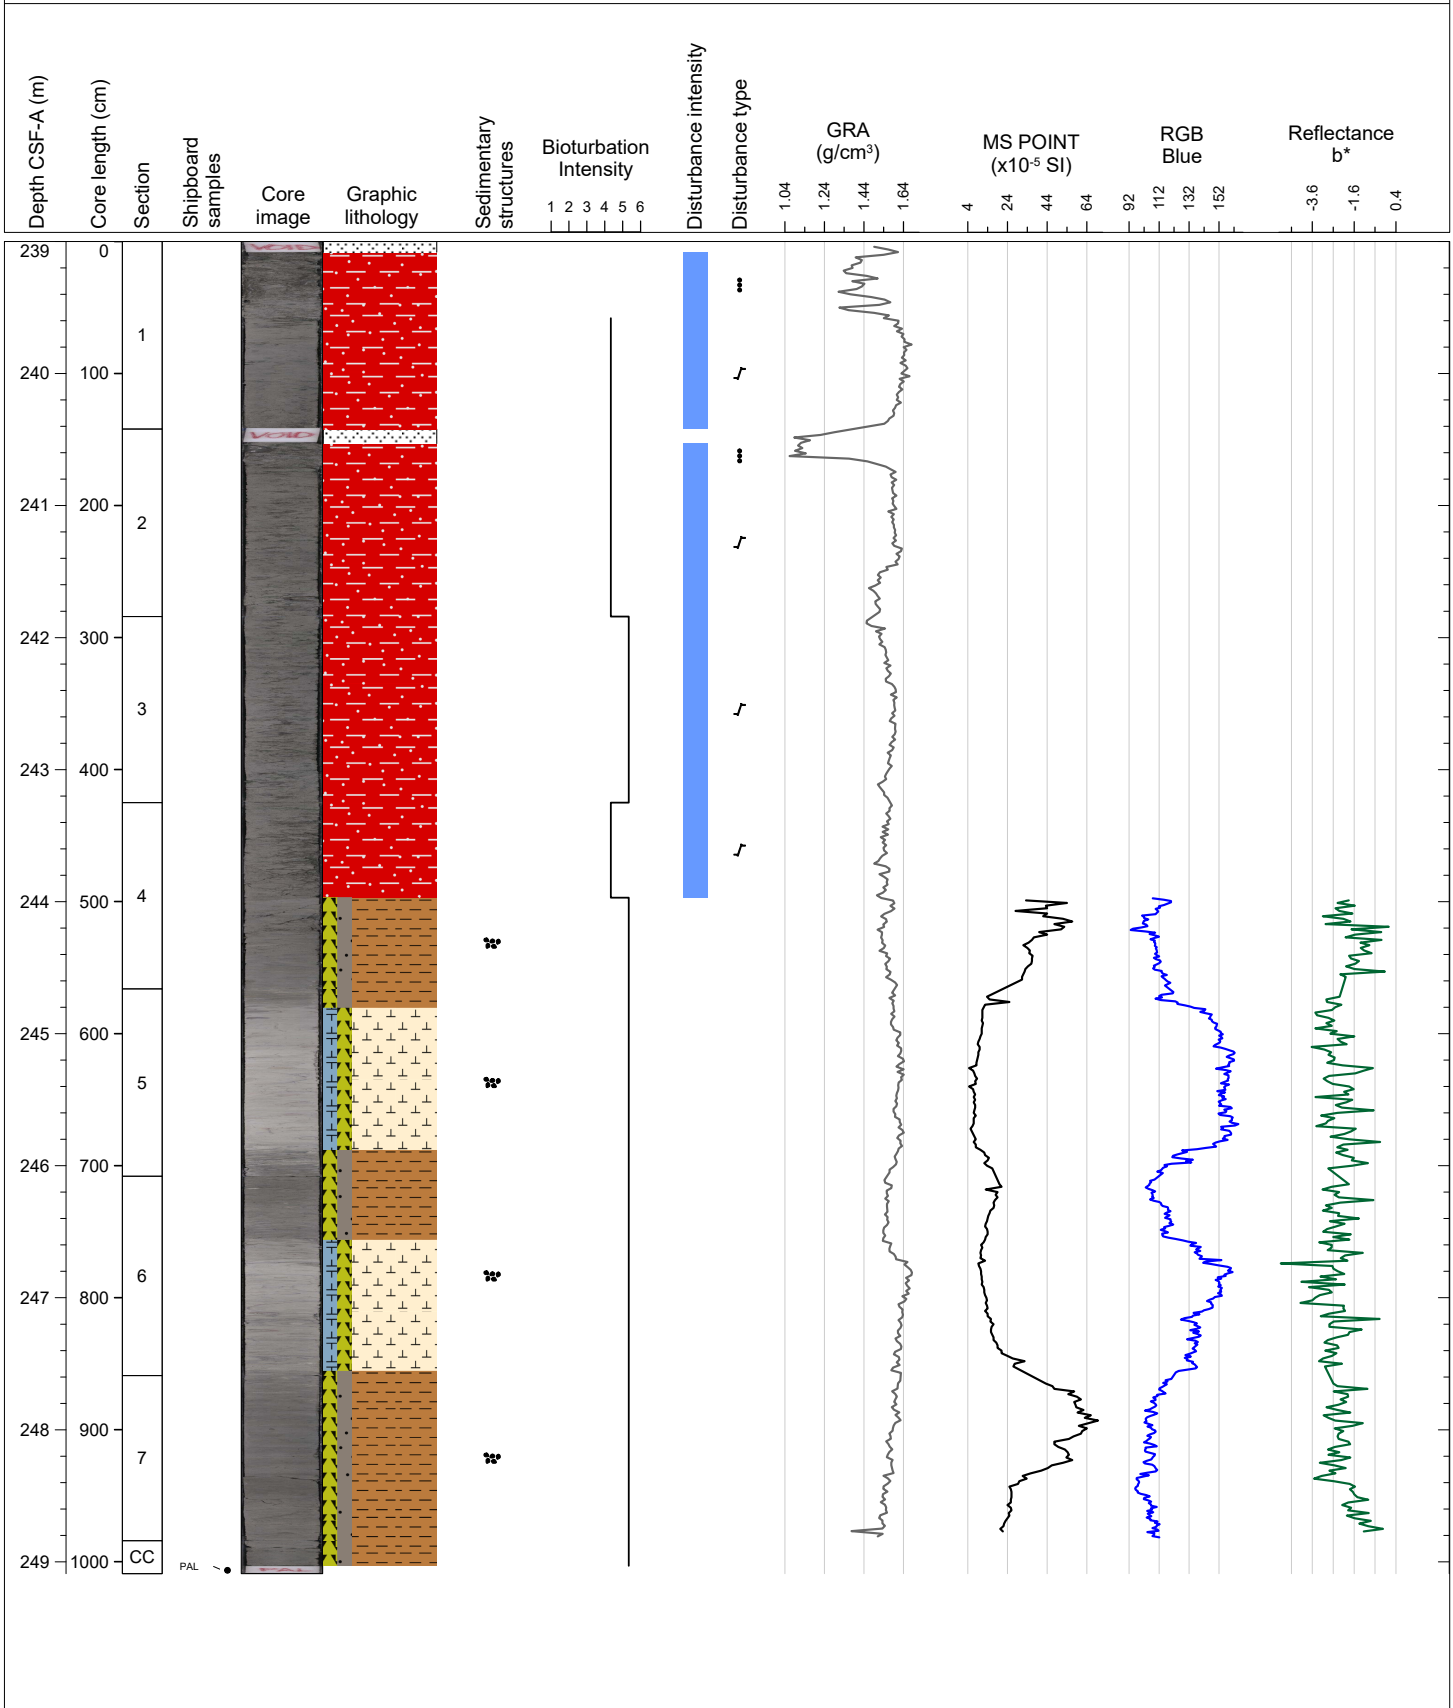 Depth CSF-A (m)
Core length (cm)
Section
Shipboard
samples
Core
image
Graphic
lithology
Sedimentary
structures
Bioturbation
Intensity
1 2 3 4 5 6
Disturbance intensity
Disturbance type
GRA
(g/cm³)
1.04 1.24 1.44 1.64
MS POINT
(x10⁻⁵ SI)
4 24 44 64
RGB
Blue
92 112 132 152
Reflectance
b*
-3.6 -1.6 0.4
239 0
VOID
1
240 100
VOID
241 200
2
242 300
3
243 400
4
244 500
245 600
5
246 700
6
247 800
248 900
7
249 1000 CC
PAL
PAL